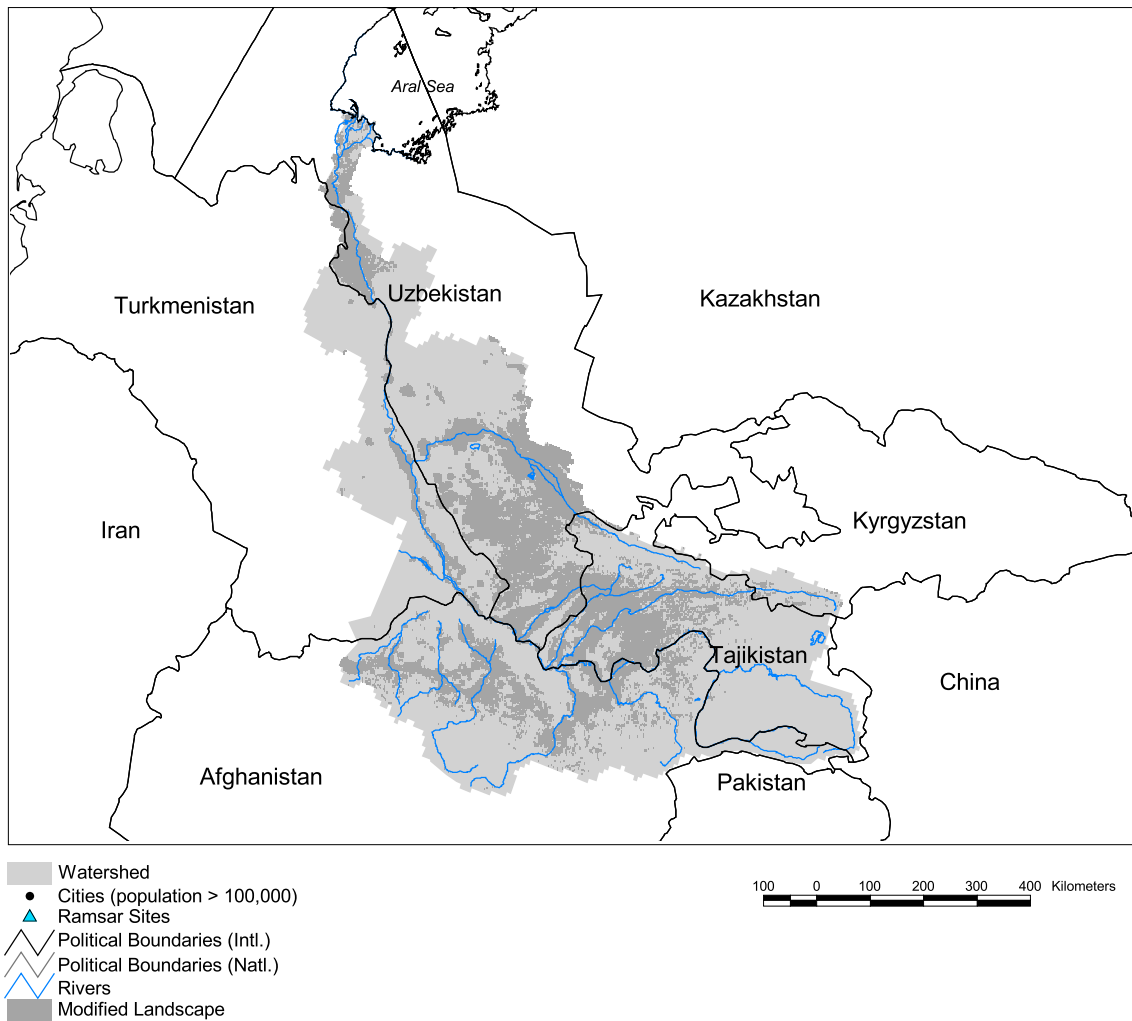 Aral Sea
Turkmenistan
Uzbekistan
Kazakhstan
Iran
Kyrgyzstan
Tajikistan
China
Afghanistan
Pakistan
Watershed
Cities (population > 100,000)
Ramsar Sites
Political Boundaries (Intl.)
Political Boundaries (Natl.)
Rivers
Modified Landscape
100 0 100 200 300 400 Kilometers